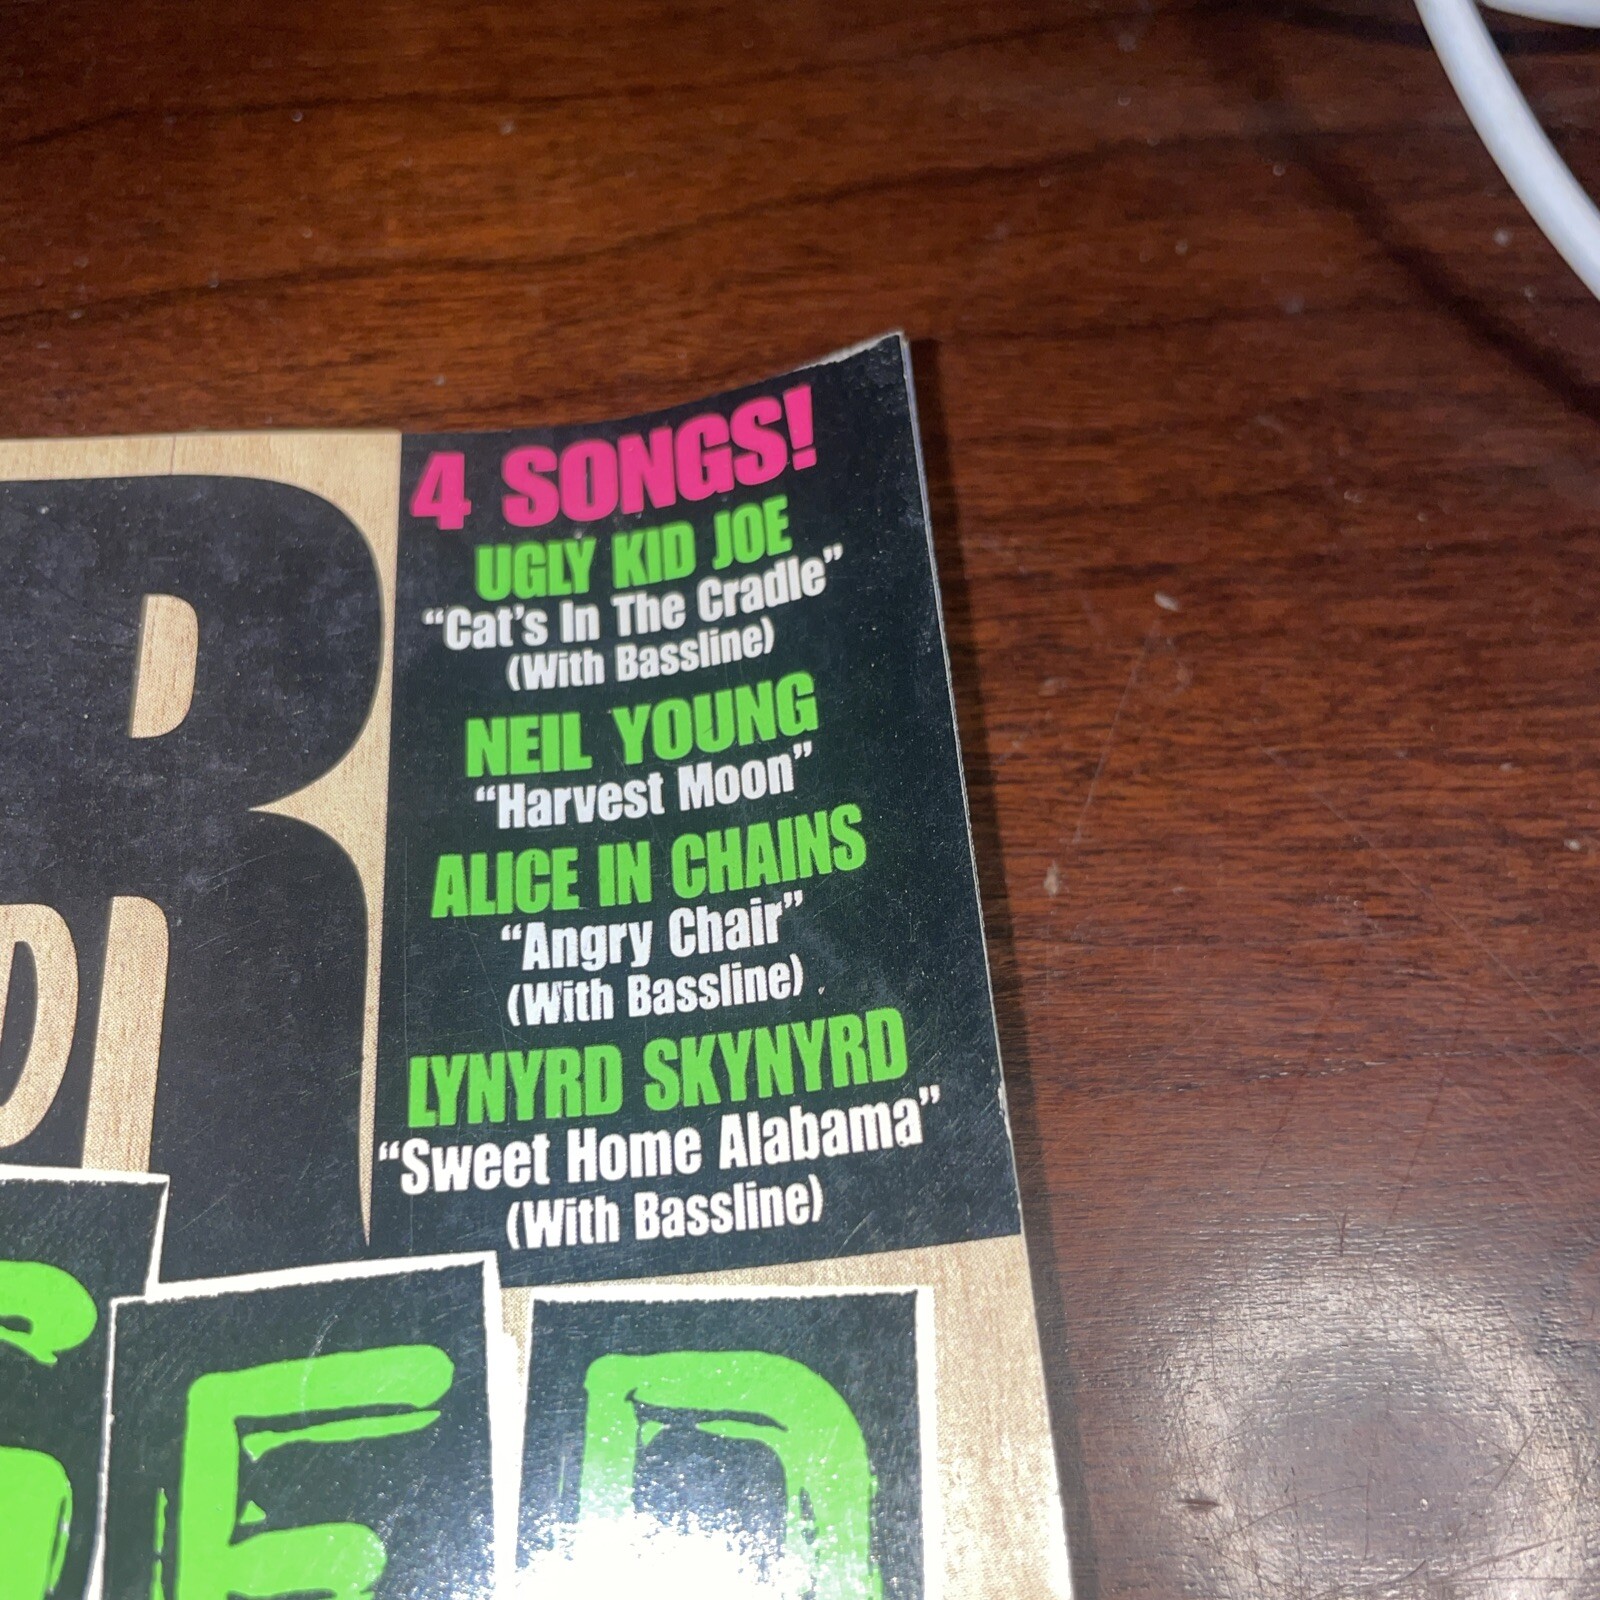 4 SONGS!
UGLY KID JOE
“Cat’s In The Cradle”
(With Bassline)
NEIL YOUNG
“Harvest Moon”
ALICE IN CHAINS
“Angry Chair”
(With Bassline)
LYNYRD SKYNYRD
“Sweet Home Alabama”
(With Bassline)